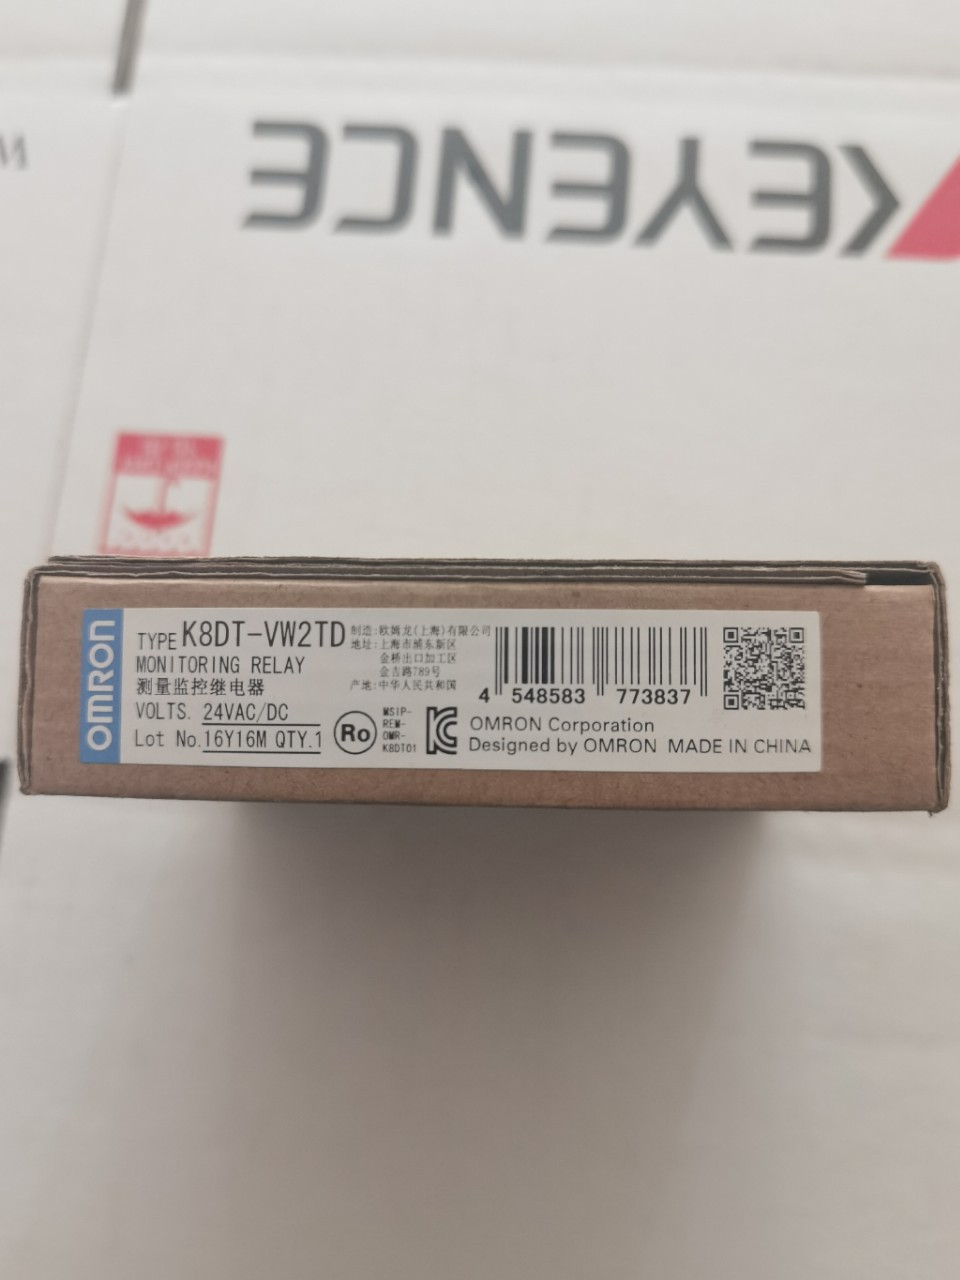 KEYENCE
OMRON
TYPE K8DT-VW2TD
MONITORING RELAY
测量监控继电器
VOLTS. 24VAC/DC
Lot No. 16Y16M QTY.1
制造:欧姆龙(上海)有限公司
地址:上海市浦东新区
金桥出口加工区
金吉路789号
产地:中华人民共和国
Ro
MSIP-
REM-
OMR-
K8DT01
4 548583 773837
OMRON Corporation
Designed by OMRON MADE IN CHINA